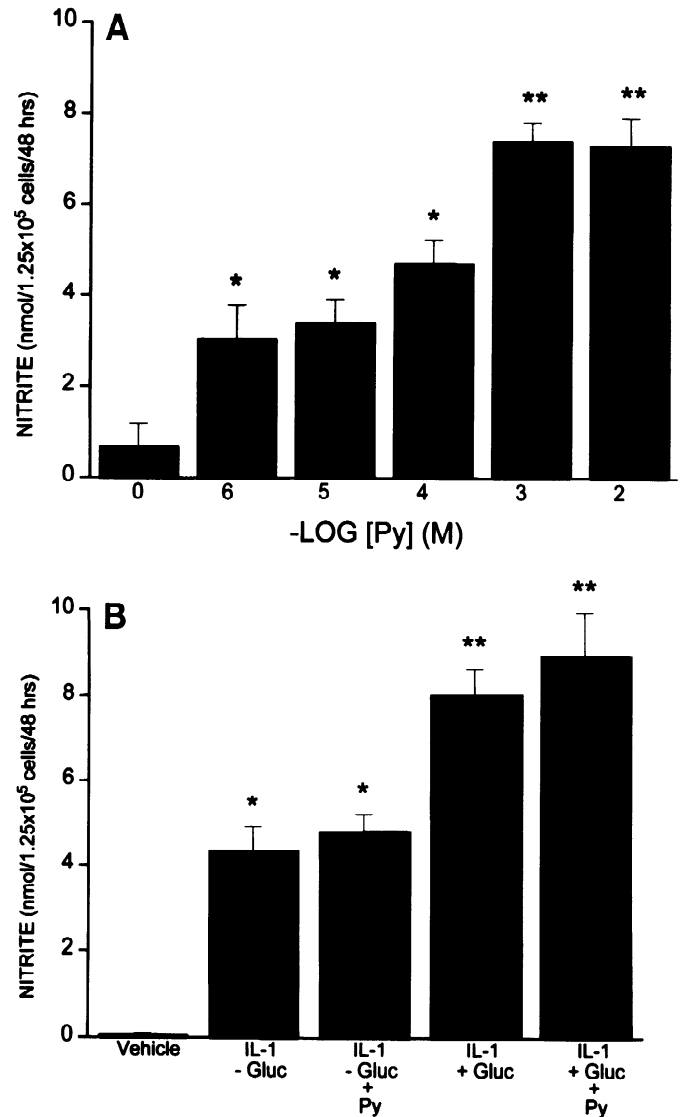 A
NITRITE (nmol/1.25x10⁵ cells/48 hrs)
10
8
6
4
2
0
* * * ** **
0 6 5 4 3 2
-LOG [Py] (M)
B
NITRITE (nmol/1.25x10⁵ cells/48 hrs)
10
8
6
4
2
0
* * ** **
Vehicle IL-1 IL-1 IL-1 IL-1
- Gluc - Gluc + Gluc + Gluc
+ +
Py Py